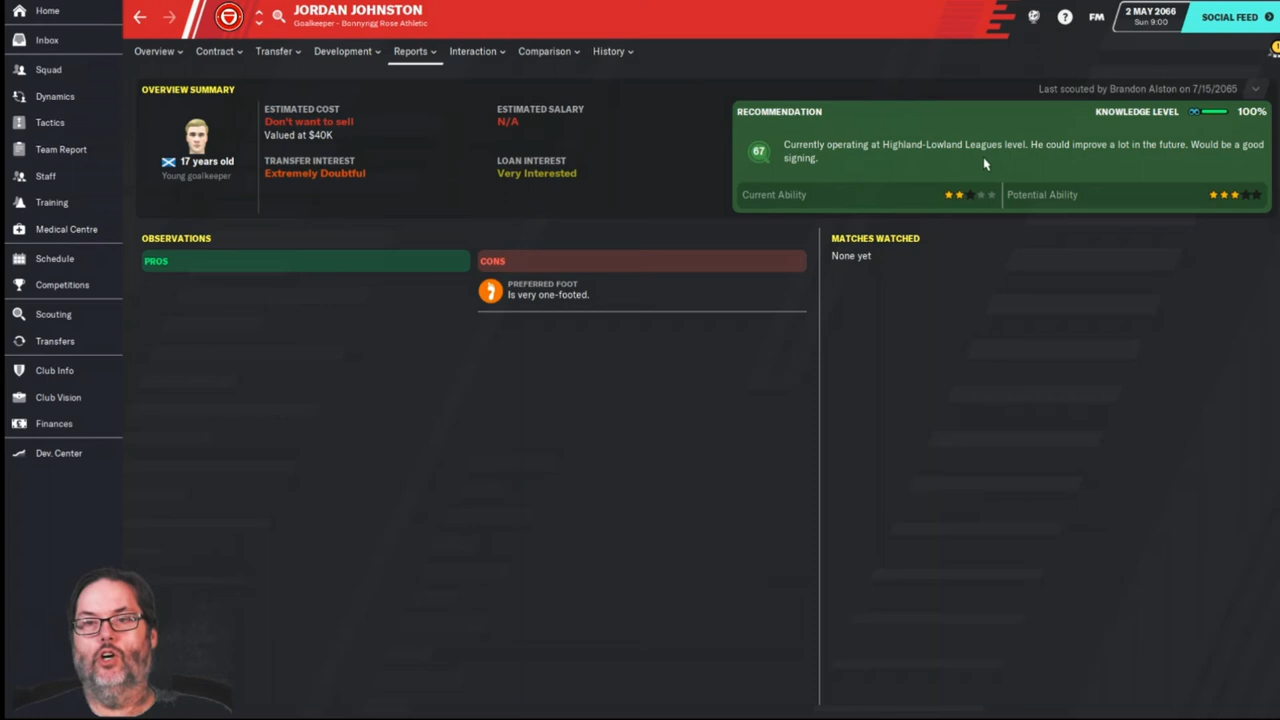 Home
Inbox
Squad
Dynamics
Tactics
Team Report
Staff
Training
Medical Centre
Schedule
Competitions
Scouting
Transfers
Club Info
Club Vision
Finances
Dev. Center
JORDAN JOHNSTON
Goalkeeper - Bonnyrigg Rose Athletic
FM
2 MAY 2066
Sun 9:00
SOCIAL FEED
Overview
Contract
Transfer
Development
Reports
Interaction
Comparison
History
OVERVIEW SUMMARY
Last scouted by Brandon Alston on 7/15/2065
17 years old
Young goalkeeper
ESTIMATED COST
Don't want to sell
Valued at $40K
TRANSFER INTEREST
Extremely Doubtful
ESTIMATED SALARY
N/A
LOAN INTEREST
Very Interested
RECOMMENDATION
KNOWLEDGE LEVEL
100%
67
Currently operating at Highland-Lowland Leagues level. He could improve a lot in the future. Would be a good
signing.
Current Ability
Potential Ability
OBSERVATIONS
PROS
CONS
PREFERRED FOOT
Is very one-footed.
MATCHES WATCHED
None yet